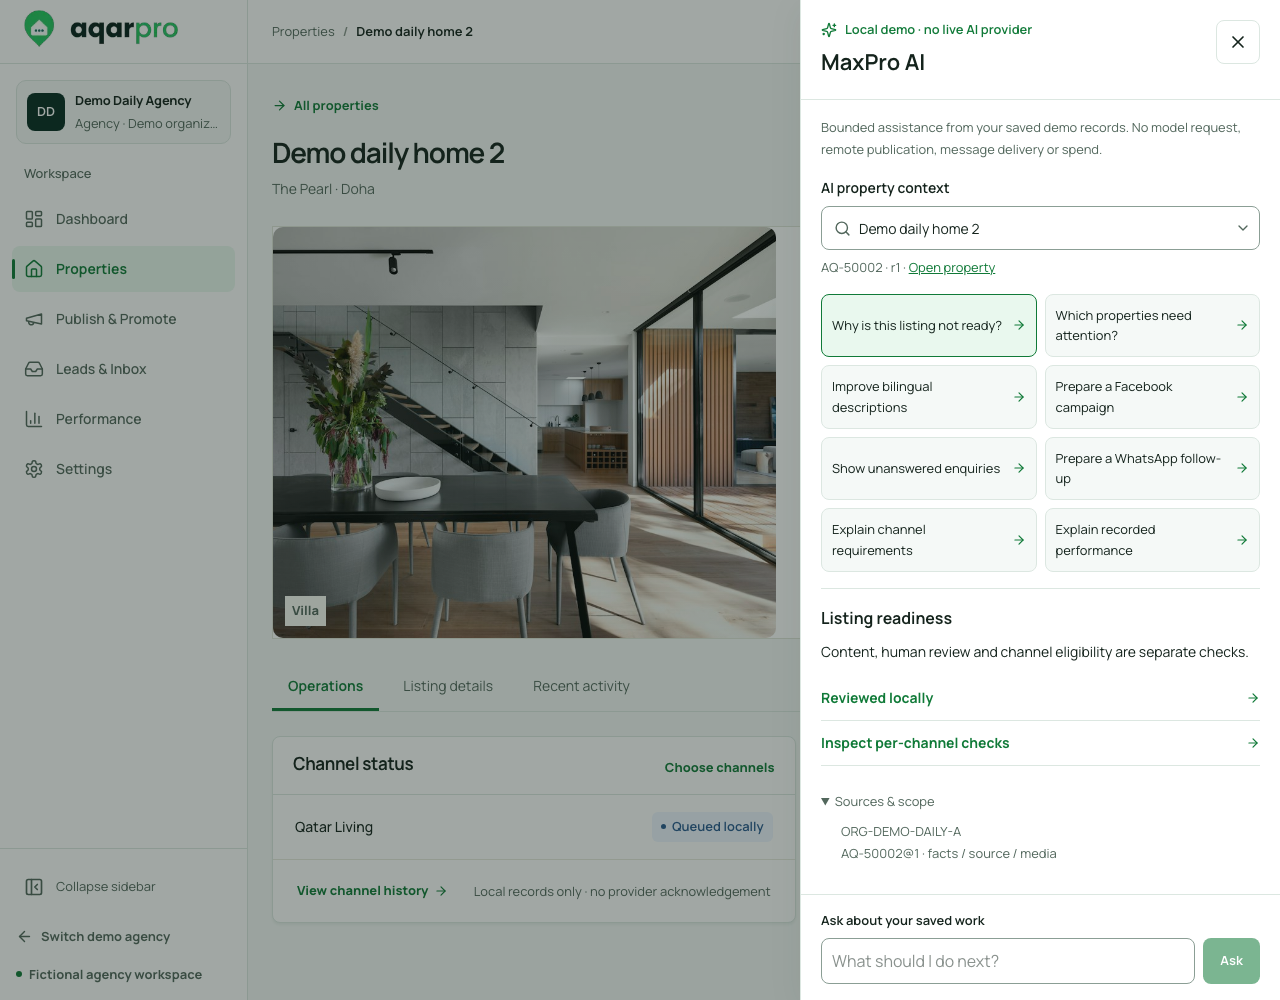 aqarpro
DD
Demo Daily Agency
Agency · Demo organiz...
Workspace
Dashboard
Properties
Publish & Promote
Leads & Inbox
Performance
Settings
Collapse sidebar
Switch demo agency
Fictional agency workspace
Properties / Demo daily home 2
All properties
Demo daily home 2
The Pearl · Doha
Villa
Operations
Listing details
Recent activity
Channel status
Choose channels
Qatar Living
Queued locally
View channel history
Local records only · no provider acknowledgement
Local demo · no live AI provider
MaxPro AI
Bounded assistance from your saved demo records. No model request,
remote publication, message delivery or spend.
AI property context
Demo daily home 2
AQ-50002 · r1 · Open property
Why is this listing not ready?
Which properties need
attention?
Improve bilingual
descriptions
Prepare a Facebook
campaign
Show unanswered enquiries
Prepare a WhatsApp follow-
up
Explain channel
requirements
Explain recorded
performance
Listing readiness
Content, human review and channel eligibility are separate checks.
Reviewed locally
Inspect per-channel checks
Sources & scope
ORG-DEMO-DAILY-A
AQ-50002@1 · facts / source / media
Ask about your saved work
What should I do next?
Ask